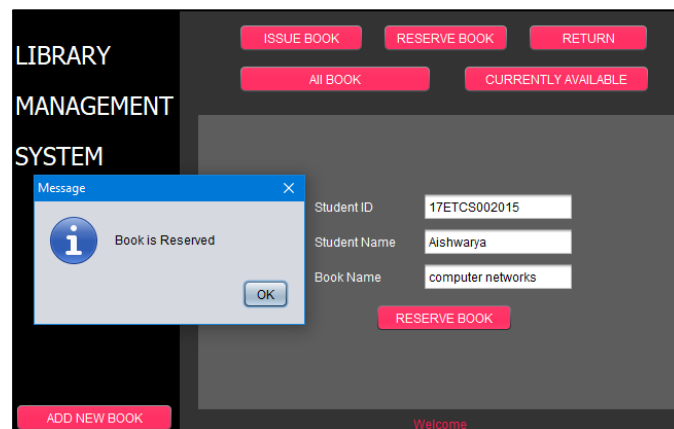 LIBRARY
MANAGEMENT
SYSTEM
ISSUE BOOK
RESERVE BOOK
RETURN
All BOOK
CURRENTLY AVAILABLE
Message
Book is Reserved
OK
Student ID 17ETCS002015
Student Name Aishwarya
Book Name computer networks
RESERVE BOOK
ADD NEW BOOK
Welcome